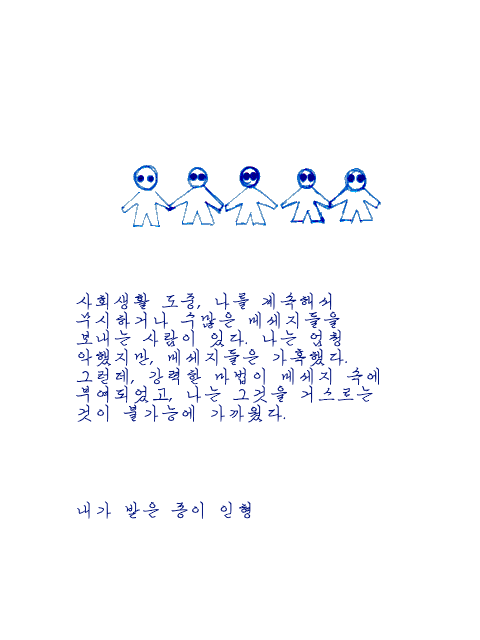 사회생활 도중, 나를 계속해서
무시하거나 수많은 메세지들을
보내는 사람이 있다. 나는 엄청
악했지만, 메세지들은 가혹했다.
그런데, 강력한 마법이 메세지 속에
부여되었고, 나는 그것을 거스르는
것이 불가능에 가까웠다.
내가 받은 종이 인형